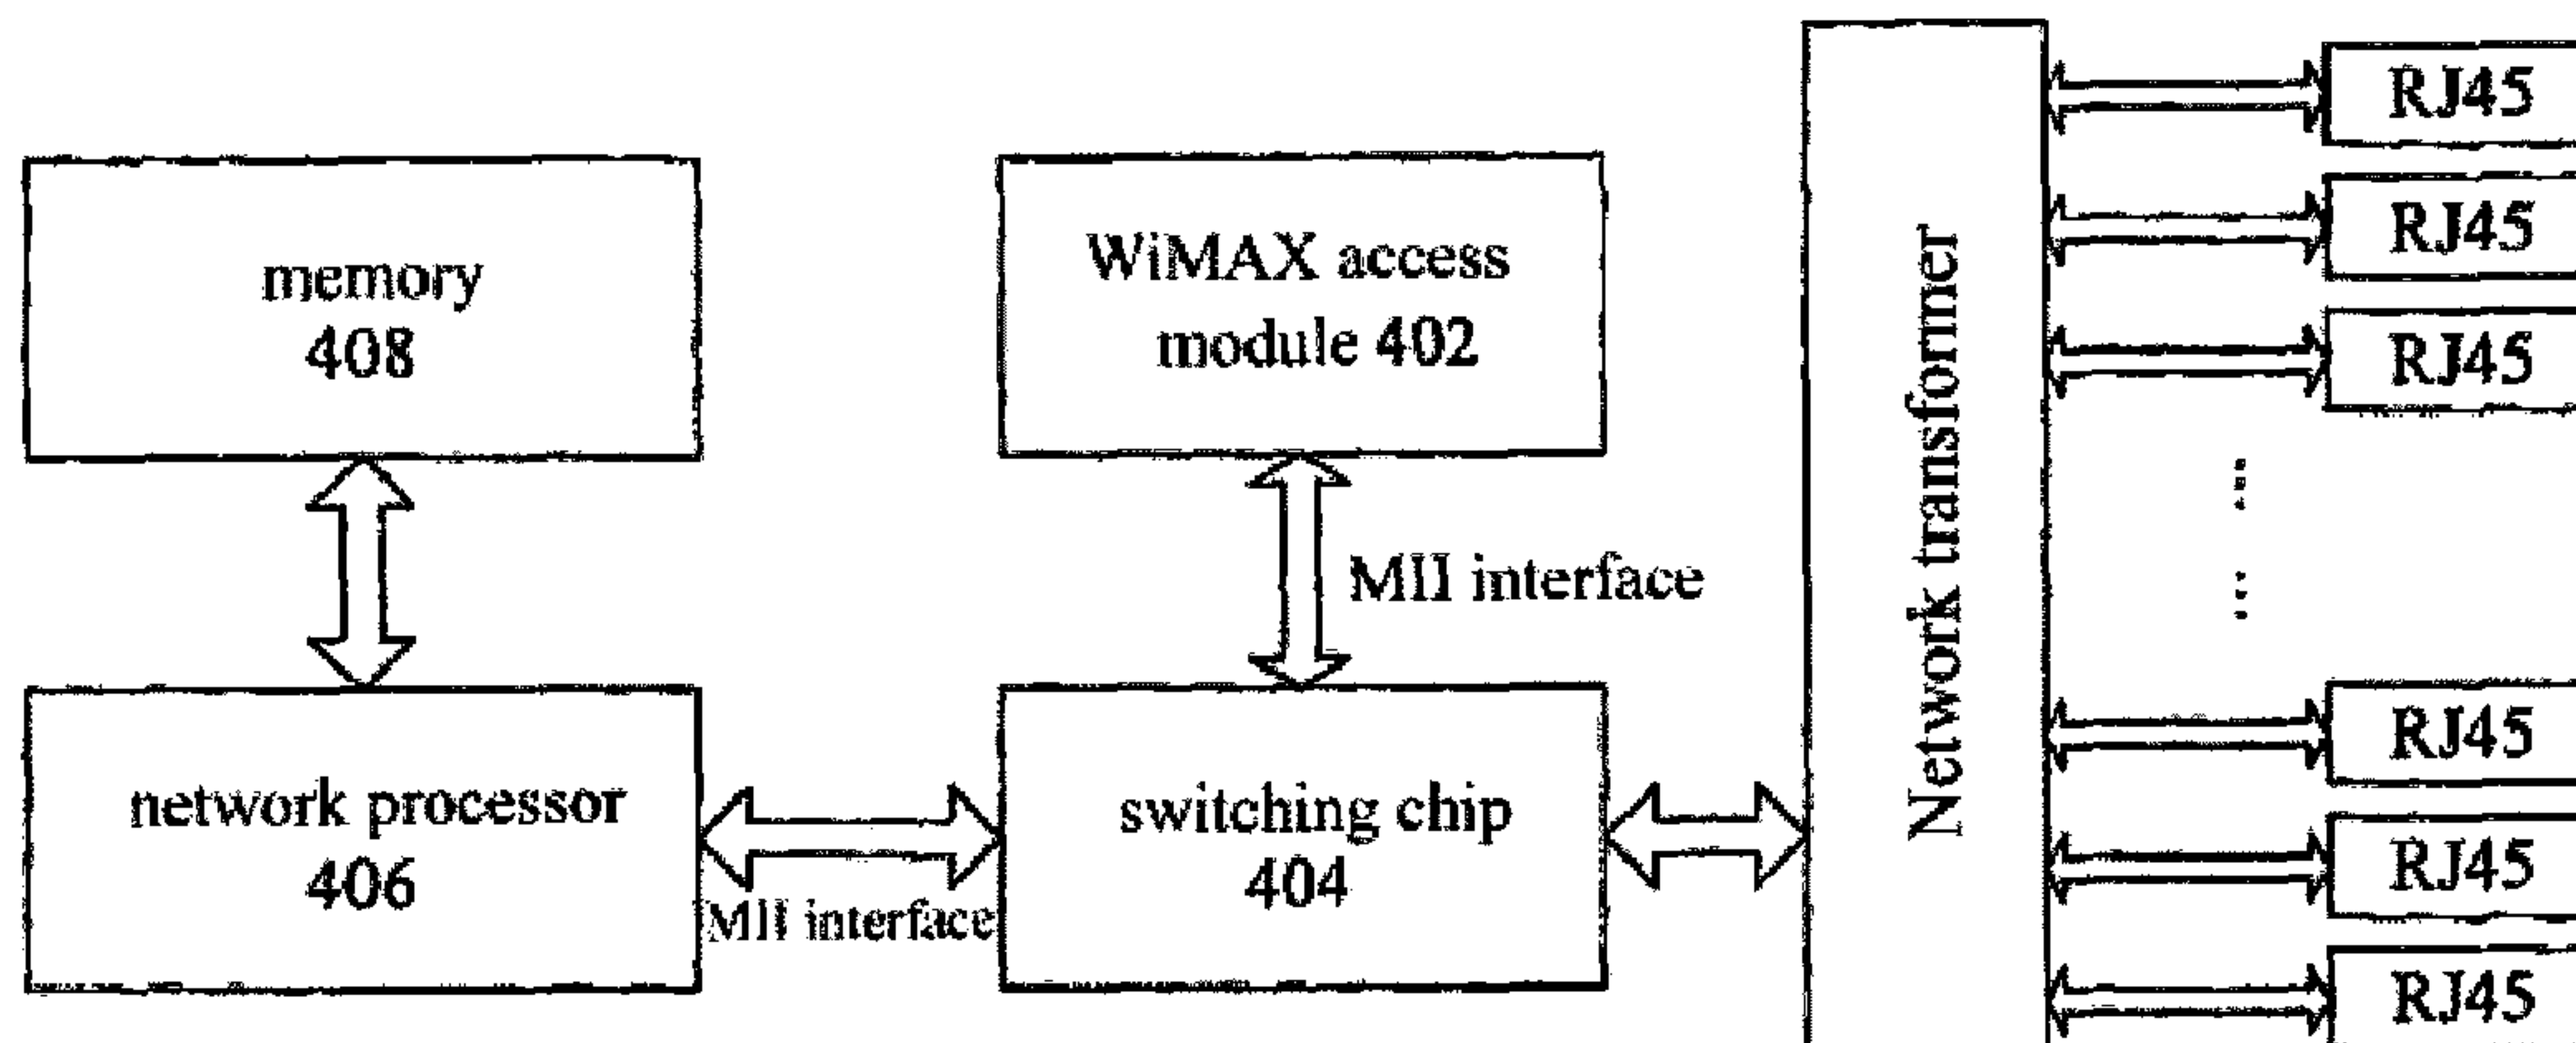 memory
408
WiMAX access
module 402
MII interface
network processor
406
MII interface
switching chip
404
Network transformer
RJ45
RJ45
RJ45
... ...
RJ45
RJ45
RJ45